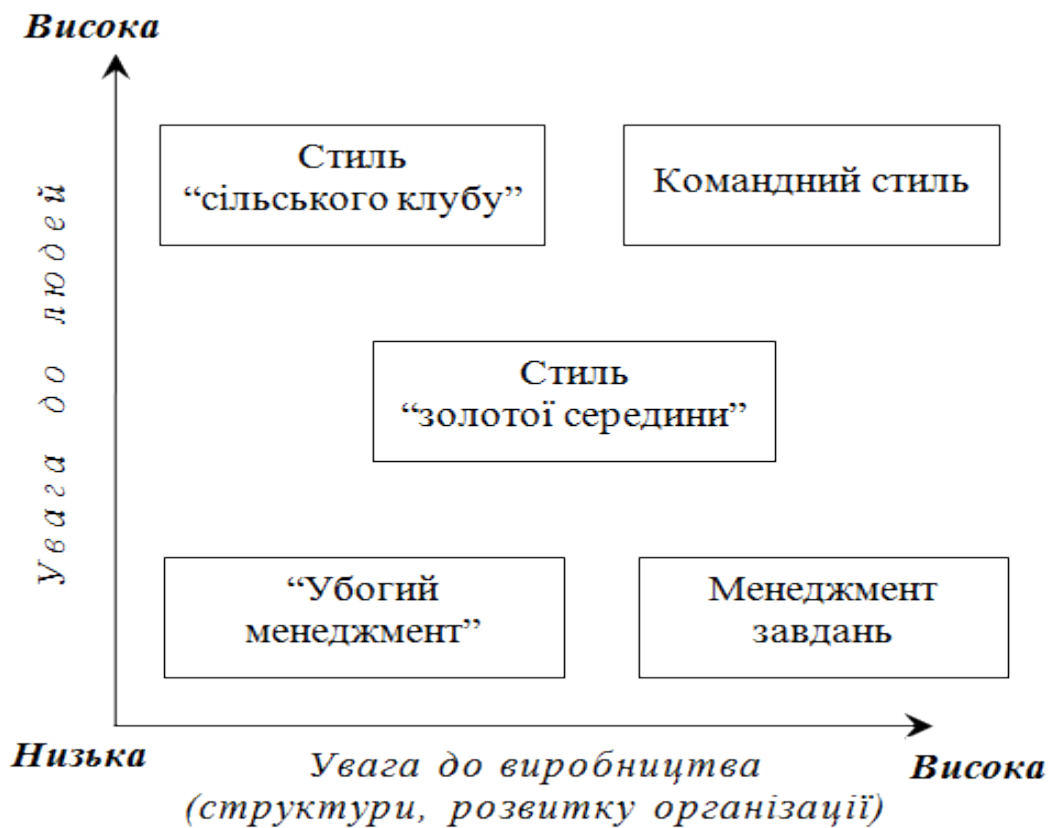 Висока
Стиль
“сільського клубу”
Командний стиль
Увага до людей
Стиль
“золотої середини”
“Убогий
менеджмент”
Менеджмент
завдань
Низька
Увага до виробництва
(структури, розвитку організації)
Висока